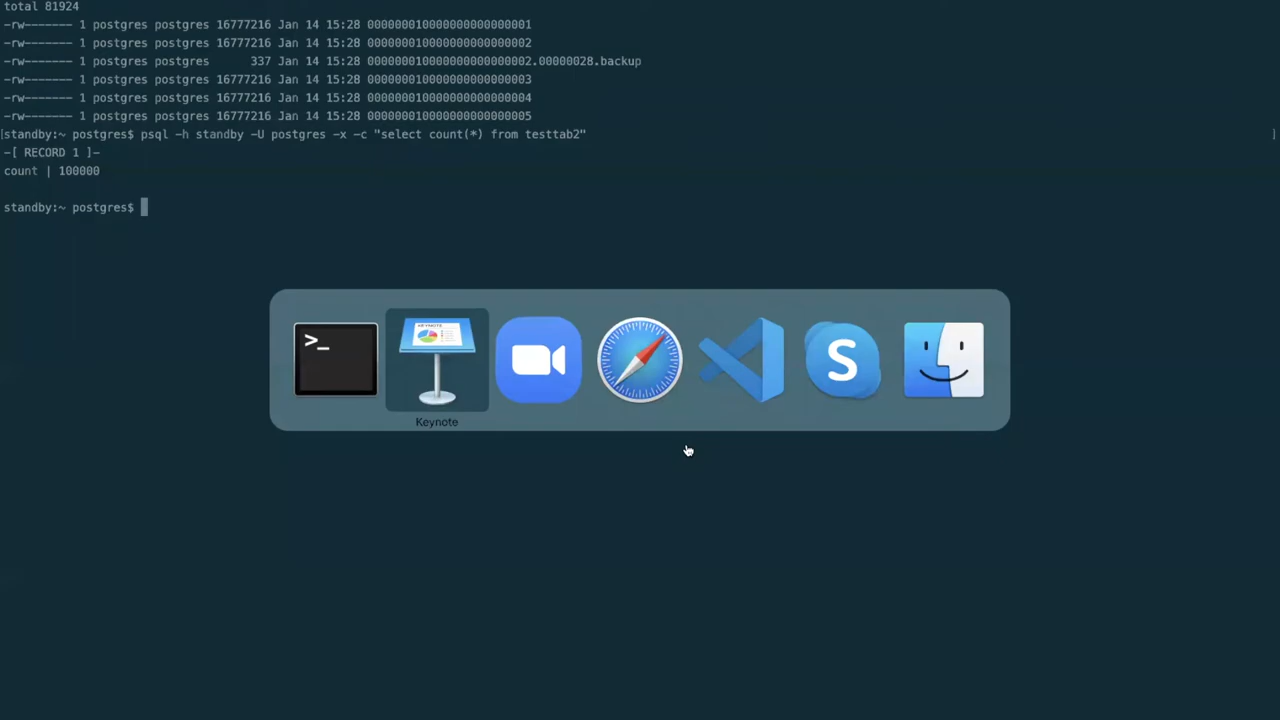 total 81924
-rw------- 1 postgres postgres 16777216 Jan 14 15:28 000000010000000000000001
-rw------- 1 postgres postgres 16777216 Jan 14 15:28 000000010000000000000002
-rw------- 1 postgres postgres      337 Jan 14 15:28 000000010000000000000002.00000028.backup
-rw------- 1 postgres postgres 16777216 Jan 14 15:28 000000010000000000000003
-rw------- 1 postgres postgres 16777216 Jan 14 15:28 000000010000000000000004
-rw------- 1 postgres postgres 16777216 Jan 14 15:28 000000010000000000000005
[standby:~ postgres$ psql -h standby -U postgres -x -c "select count(*) from testtab2" ]
-[ RECORD 1 ]-
count | 100000
standby:~ postgres$
>_
KEYNOTE
S
Keynote